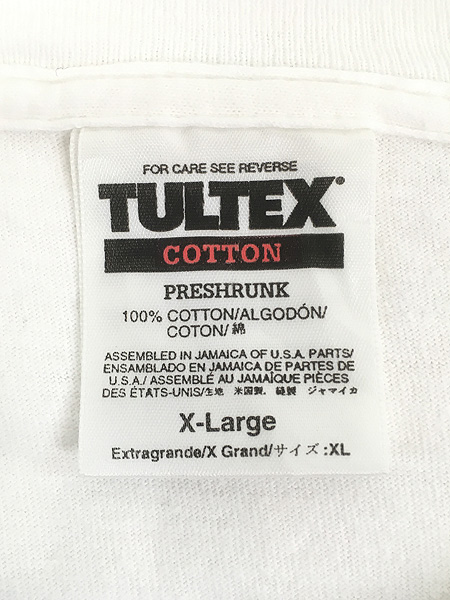 FOR CARE SEE REVERSE
TULTEX®
COTTON
PRESHRUNK
100% COTTON/ALGODÓN/
COTON/綿
ASSEMBLED IN JAMAICA OF U.S.A. PARTS/
ENSAMBLADO EN JAMAICA DE PARTES DE
U.S.A./ ASSEMBLÉ AU JAMAÏQUE PIÈCES
DES ÉTATS-UNIS/生地 米国製. 縫製 ジャマイカ
X-Large
Extragrande/X Grand/サイズ:XL